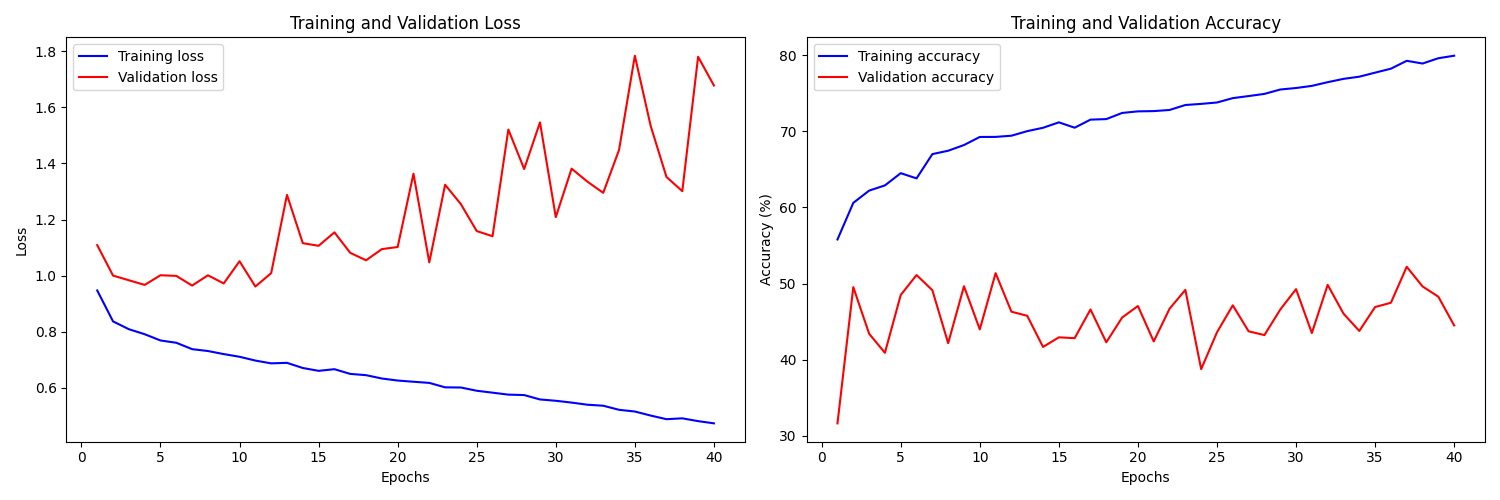 Training and Validation Loss
Training loss
Validation loss
1.8
1.6
1.4
1.2
1.0
0.8
0.6
Loss
0 5 10 15 20 25 30 35 40
Epochs
Training and Validation Accuracy
Training accuracy
Validation accuracy
80
70
60
50
40
30
Accuracy (%)
0 5 10 15 20 25 30 35 40
Epochs